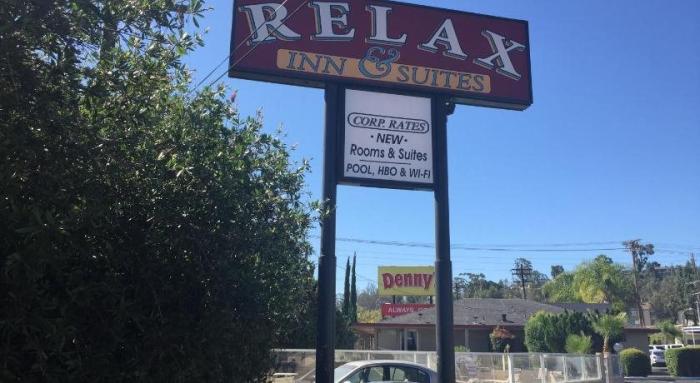 RELAX
INN & SUITES
CORP. RATES
• NEW •
Rooms & Suites
POOL, HBO & WI-FI
Denny
ALWAYS